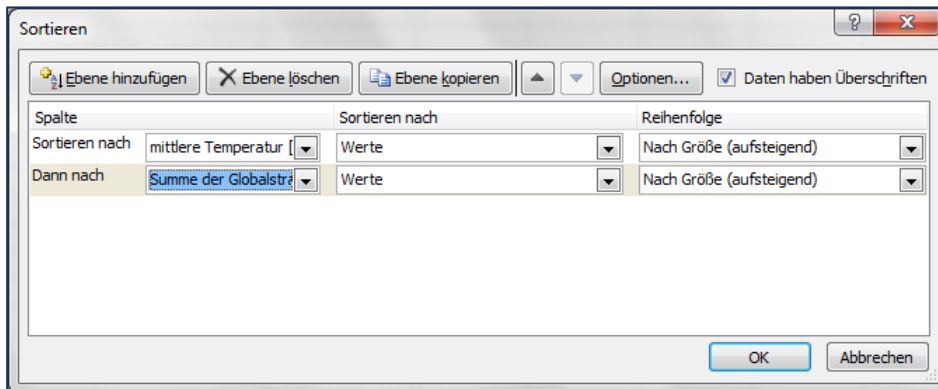 Sortieren
Ebene hinzufügen Ebene löschen Ebene kopieren Optionen... Daten haben Überschriften
Spalte Sortieren nach Reihenfolge
Sortieren nach mittlere Temperatur [ Werte Nach Größe (aufsteigend)
Dann nach Summe der Globalstra Werte Nach Größe (aufsteigend)
OK Abbrechen